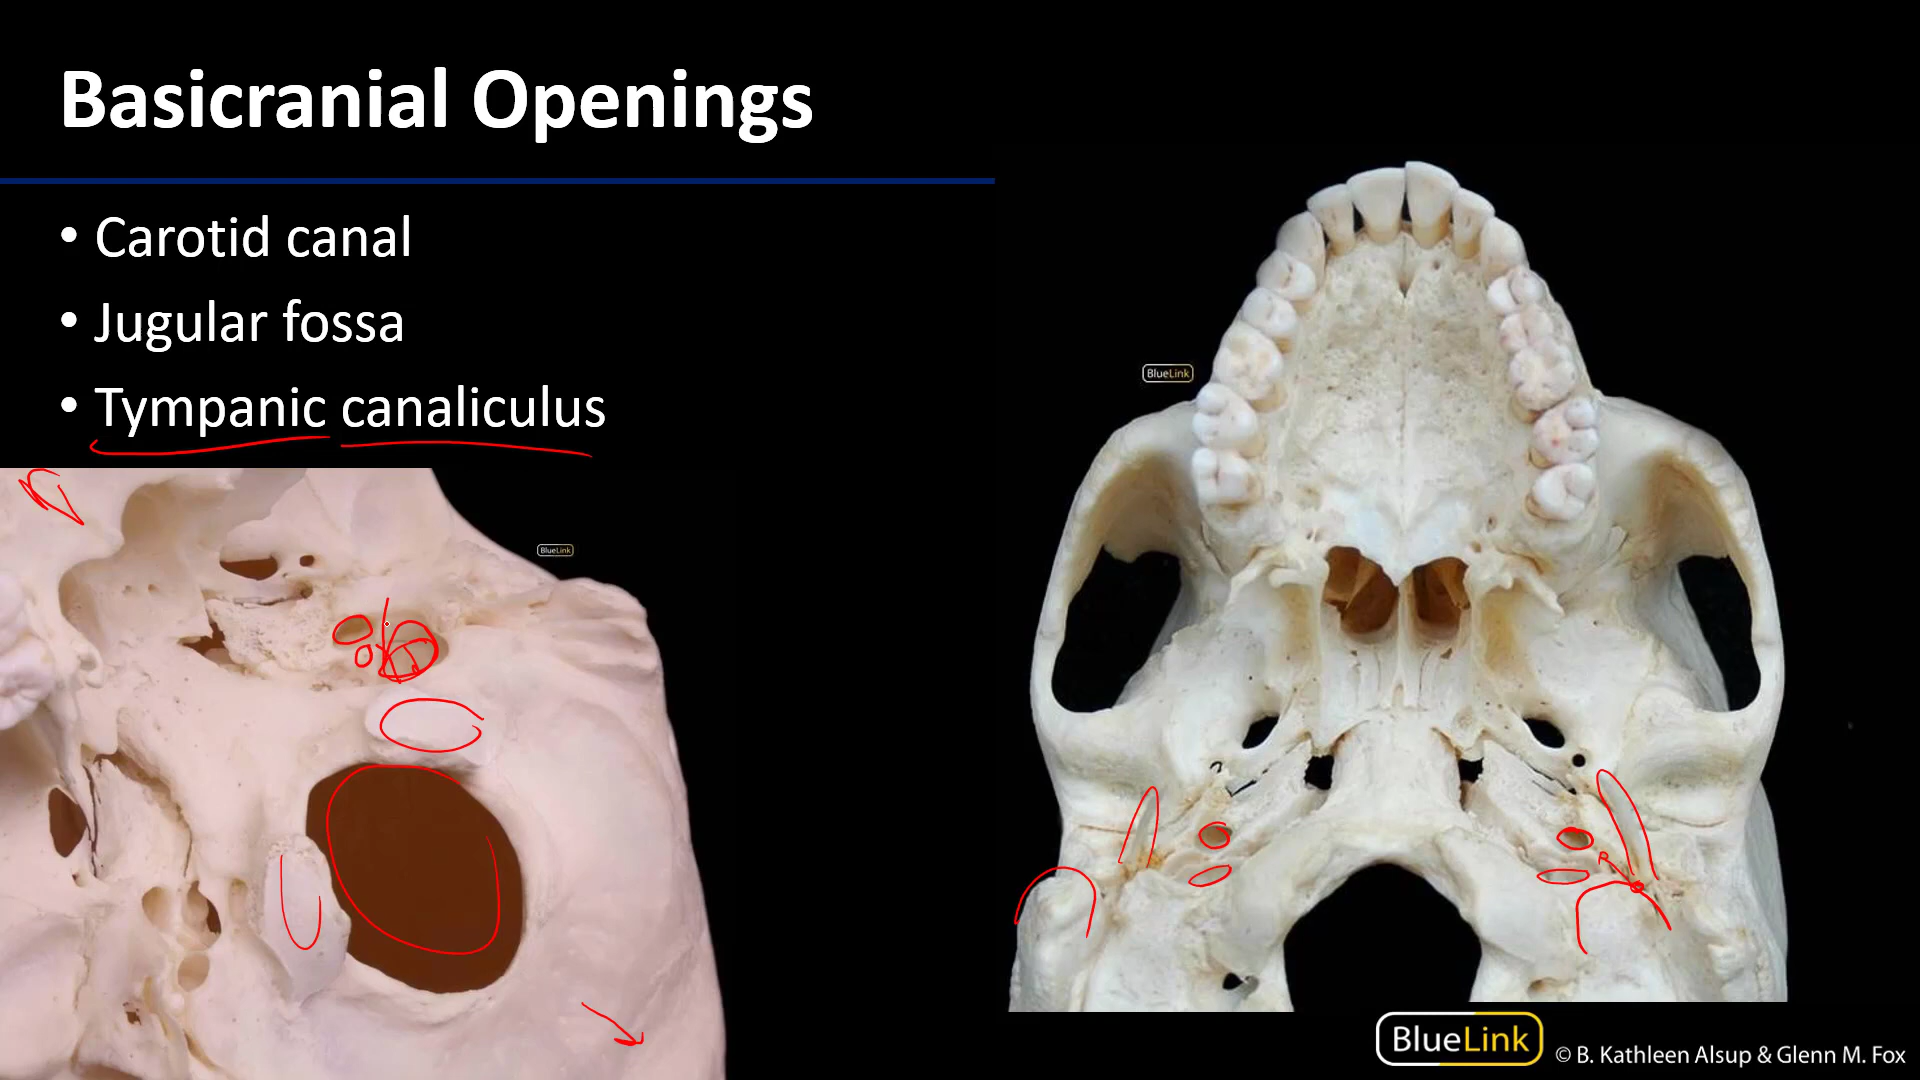 Basicranial Openings
• Carotid canal
• Jugular fossa
• Tympanic canaliculus
BlueLink
BlueLink
BlueLink
© B. Kathleen Alsup & Glenn M. Fox